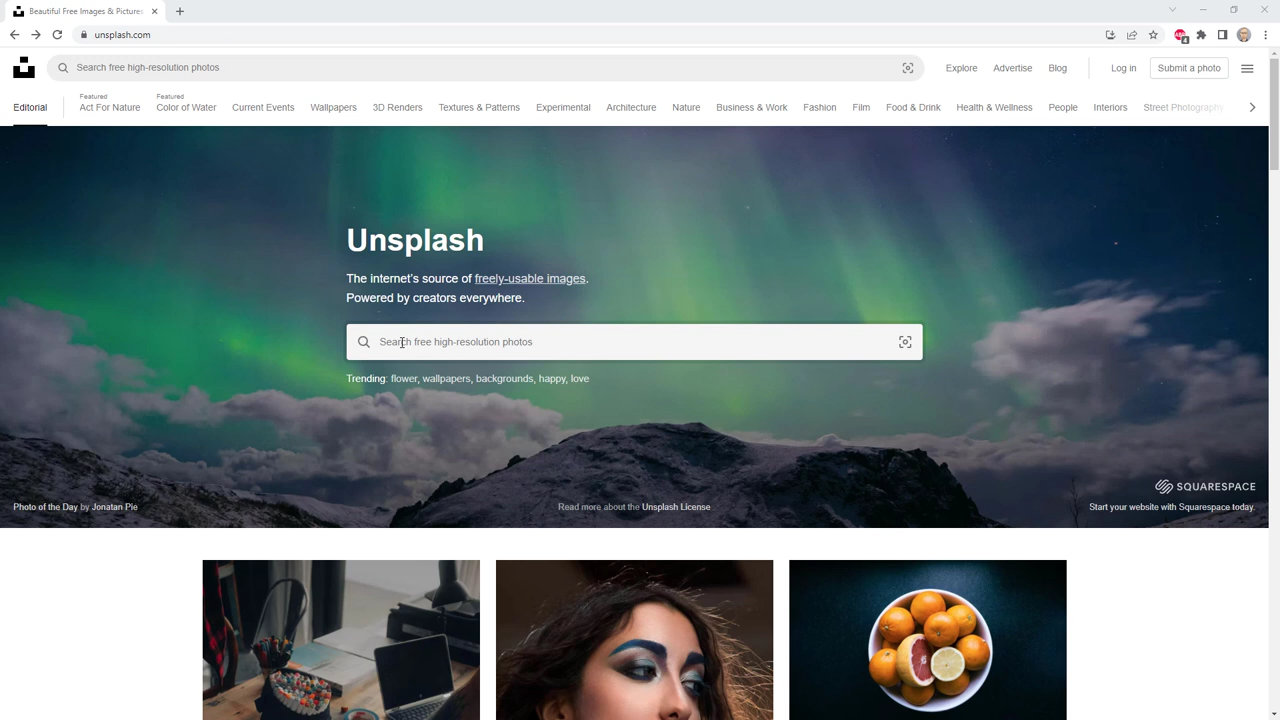 Beautiful Free Images & Pictures
unsplash.com
Search free high-resolution photos
Explore
Advertise
Blog
Log in
Submit a photo
Editorial
Featured
Act For Nature
Featured
Color of Water
Current Events
Wallpapers
3D Renders
Textures & Patterns
Experimental
Architecture
Nature
Business & Work
Fashion
Film
Food & Drink
Health & Wellness
People
Interiors
Street Photography
Unsplash
The internet's source of freely-usable images.
Powered by creators everywhere.
Search free high-resolution photos
Trending: flower, wallpapers, backgrounds, happy, love
SQUARESPACE
Photo of the Day by Jonatan Pie
Read more about the Unsplash License
Start your website with Squarespace today.